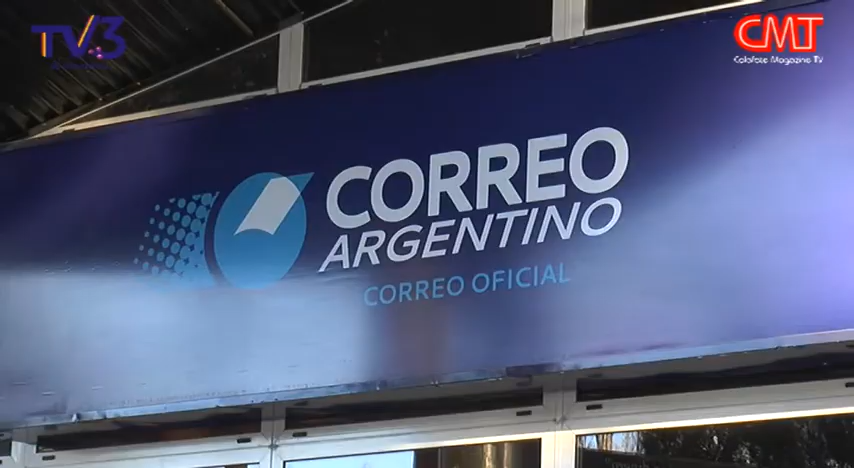 TV3
CMT
Calafate Magazine TV
CORREO
ARGENTINO
CORREO OFICIAL